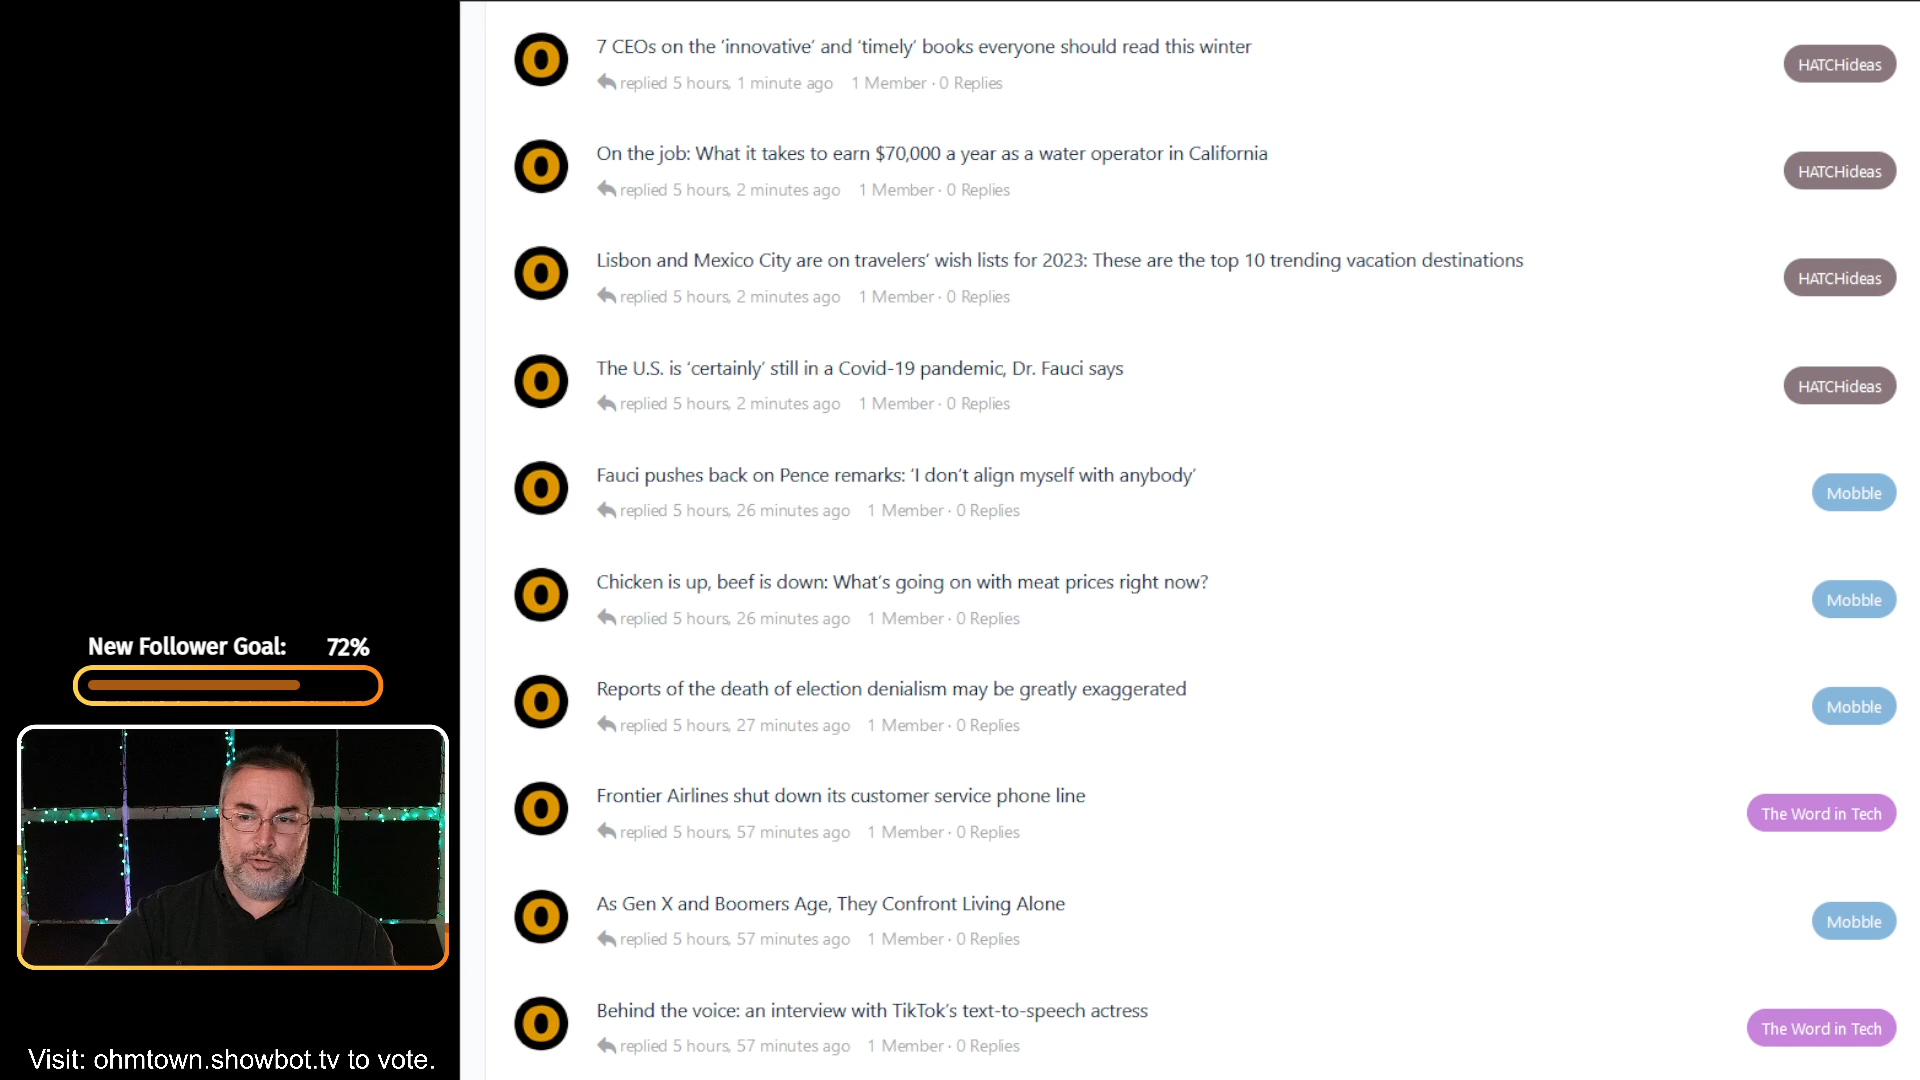 O
7 CEOs on the ‘innovative’ and ‘timely’ books everyone should read this winter
replied 5 hours, 1 minute ago 1 Member · 0 Replies
HATCHideas
O
On the job: What it takes to earn $70,000 a year as a water operator in California
replied 5 hours, 2 minutes ago 1 Member · 0 Replies
HATCHideas
O
Lisbon and Mexico City are on travelers’ wish lists for 2023: These are the top 10 trending vacation destinations
replied 5 hours, 2 minutes ago 1 Member · 0 Replies
HATCHideas
O
The U.S. is ‘certainly’ still in a Covid-19 pandemic, Dr. Fauci says
replied 5 hours, 2 minutes ago 1 Member · 0 Replies
HATCHideas
O
Fauci pushes back on Pence remarks: ‘I don’t align myself with anybody’
replied 5 hours, 26 minutes ago 1 Member · 0 Replies
Mobble
O
Chicken is up, beef is down: What’s going on with meat prices right now?
replied 5 hours, 26 minutes ago 1 Member · 0 Replies
Mobble
O
Reports of the death of election denialism may be greatly exaggerated
replied 5 hours, 27 minutes ago 1 Member · 0 Replies
Mobble
O
Frontier Airlines shut down its customer service phone line
replied 5 hours, 57 minutes ago 1 Member · 0 Replies
The Word in Tech
O
As Gen X and Boomers Age, They Confront Living Alone
replied 5 hours, 57 minutes ago 1 Member · 0 Replies
Mobble
O
Behind the voice: an interview with TikTok’s text-to-speech actress
replied 5 hours, 57 minutes ago 1 Member · 0 Replies
The Word in Tech
New Follower Goal: 72%
Visit: ohmtown.showbot.tv to vote.